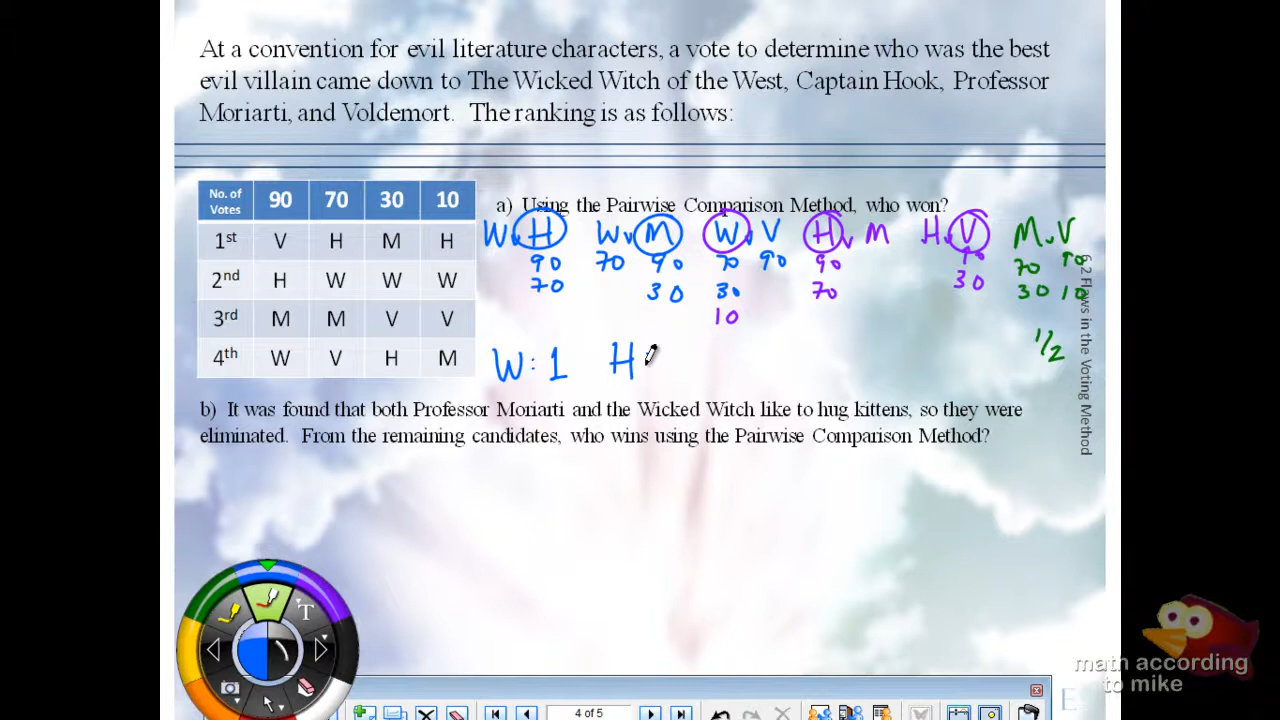 At a convention for evil literature characters, a vote to determine who was the best
evil villain came down to The Wicked Witch of the West, Captain Hook, Professor
Moriarti, and Voldemort. The ranking is as follows:
No. of Votes 90 70 30 10
1st V H M H
2nd H W W W
3rd M M V V
4th W V H M
a) Using the Pairwise Comparison Method, who won?
W v H W v M W v V H v M H v V M v V
90 70 90 70 90 90 90 70 90
70 30 30 70 30 30 10
10
1/2
W: 1 H
b) It was found that both Professor Moriarti and the Wicked Witch like to hug kittens, so they were
eliminated. From the remaining candidates, who wins using the Pairwise Comparison Method?
6.2 Flaws in the Voting Method
T
4 of 5
E
math according
to mike